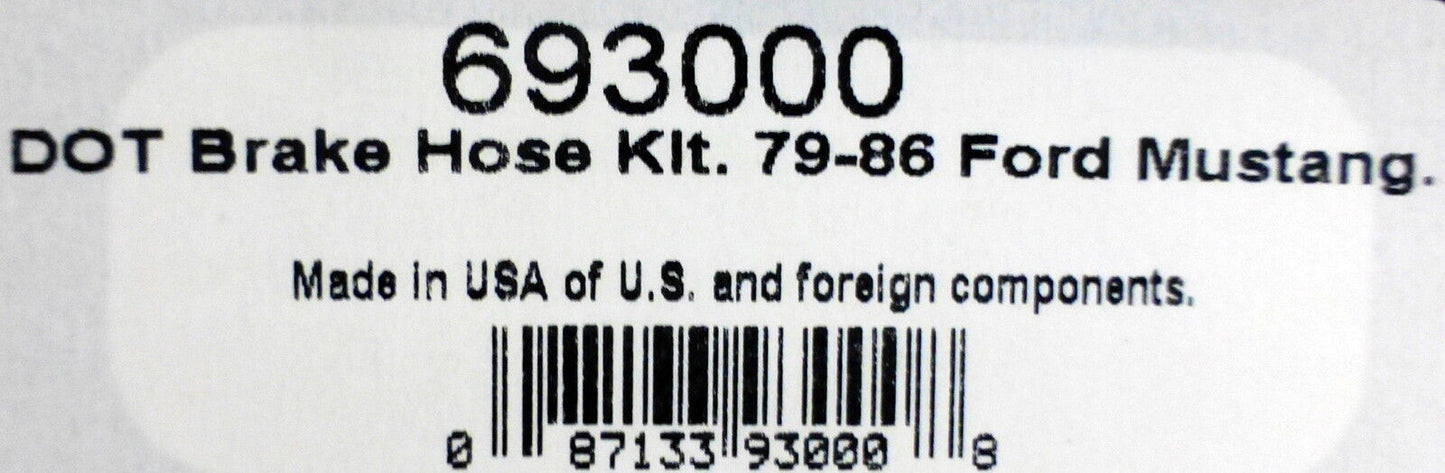 693000
DOT Brake Hose KIt. 79-86 Ford Mustang.
Made in USA of U.S. and foreign components.
0 87133 93000 8